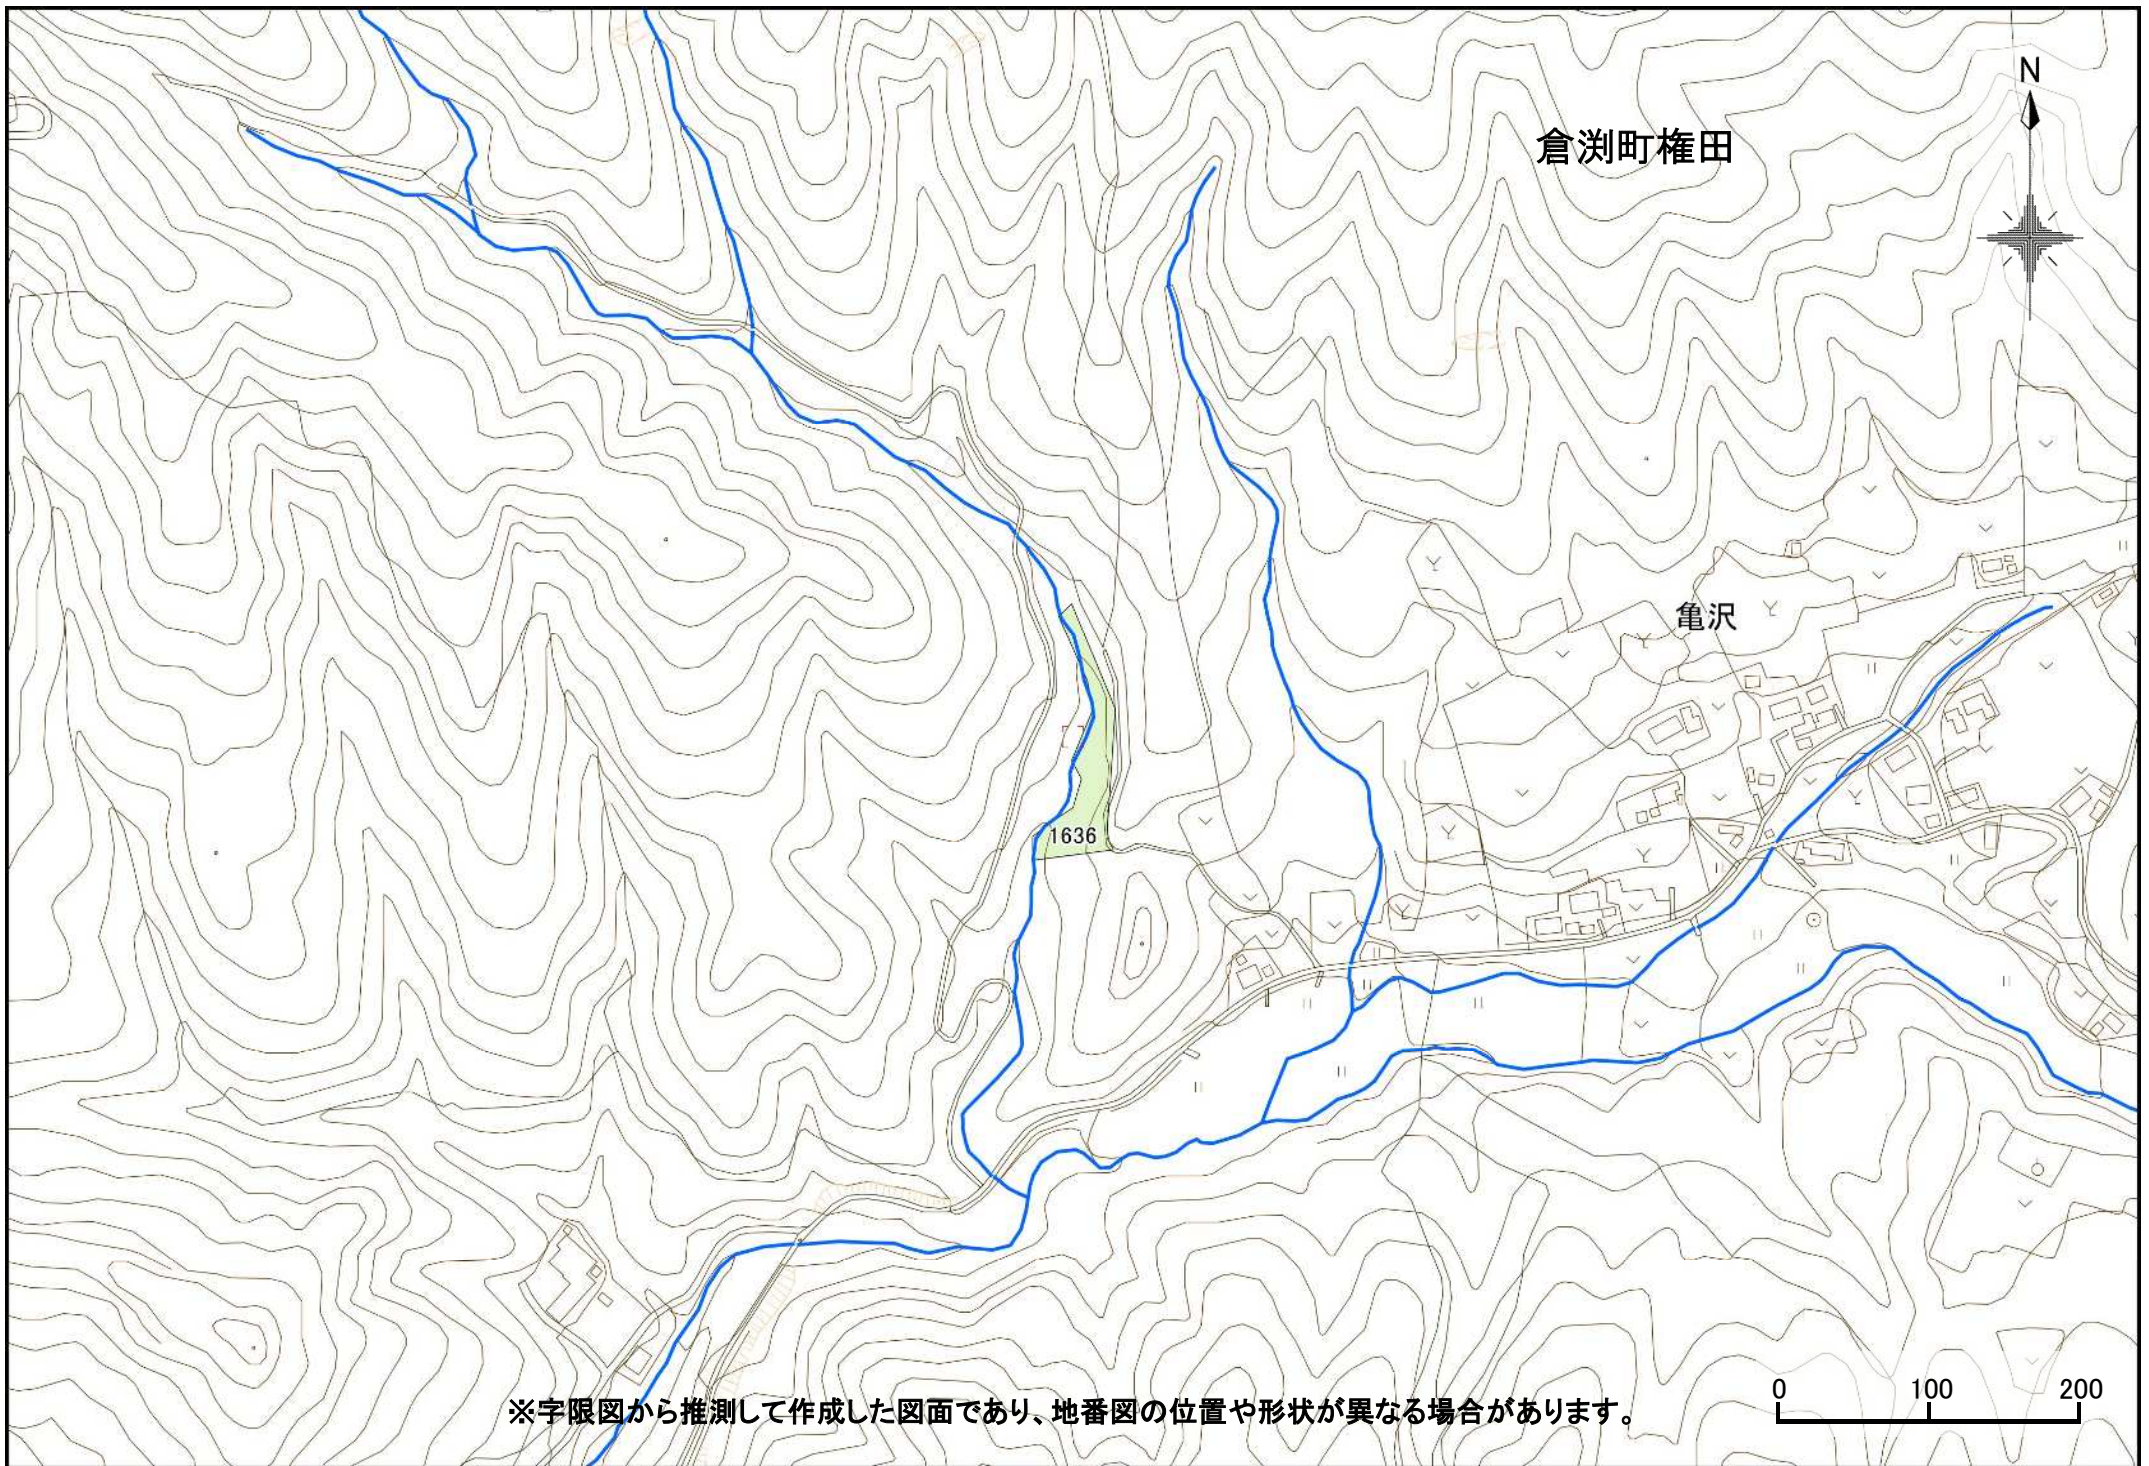 N
倉渕町権田
亀沢
1636
0 100 200
※字限図から推測して作成した図面であり、地番図の位置や形状が異なる場合があります。